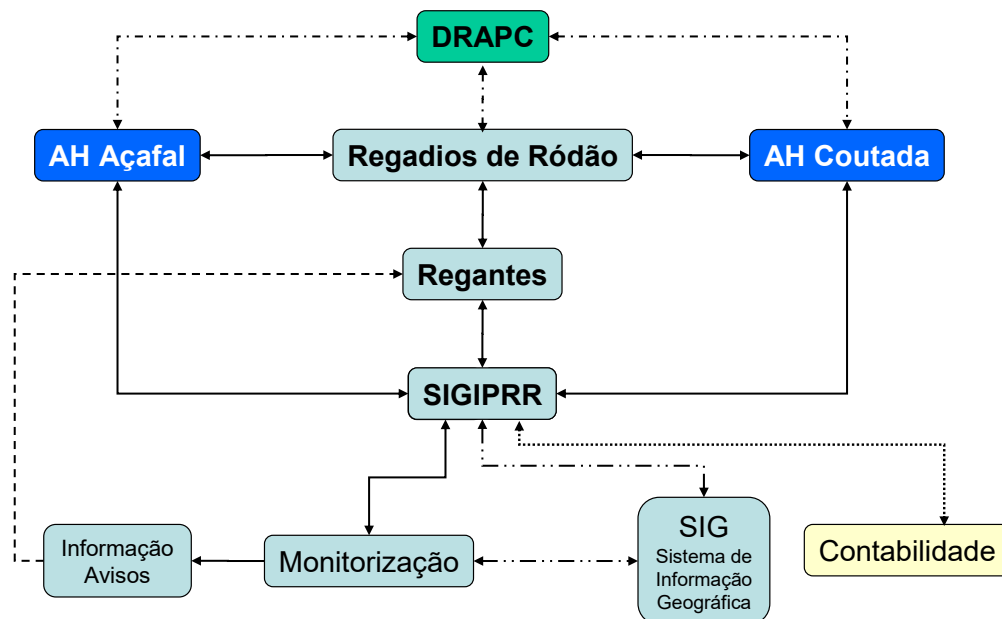 DRAPC
AH Açafal
Regadios de Ródão
AH Coutada
Regantes
SIGIPRR
Informação
Avisos
Monitorização
SIG
Sistema de
Informação
Geográfica
Contabilidade